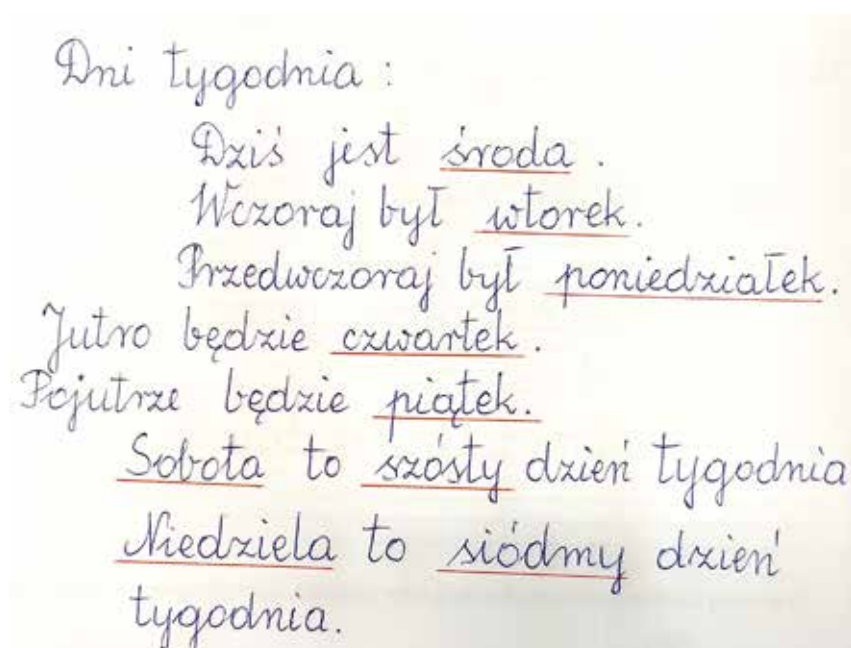 Dni tygodnia :
Dziś jest środa .
Wczoraj był wtorek.
Przedwczoraj był poniedziałek.
Jutro będzie czwartek .
Pojutrze będzie piątek.
Sobota to szósty dzień tygodnia
Niedziela to siódmy dzień
tygodnia.